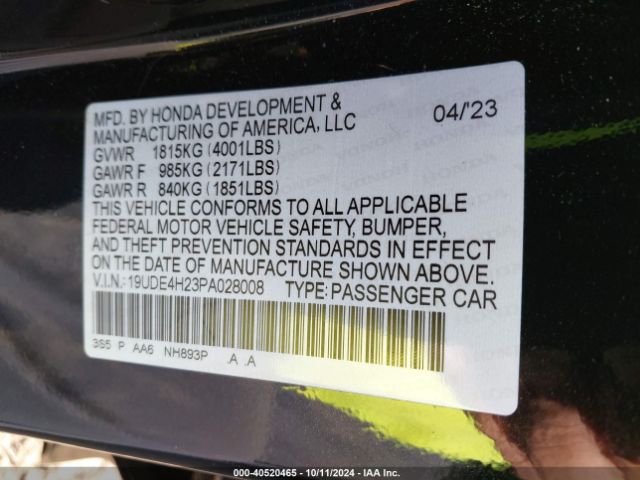 MFD. BY HONDA DEVELOPMENT &
MANUFACTURING OF AMERICA, LLC 04/'23
GVWR 1815KG (4001LBS)
GAWR F 985KG (2171LBS)
GAWR R 840KG (1851LBS)
THIS VEHICLE CONFORMS TO ALL APPLICABLE
FEDERAL MOTOR VEHICLE SAFETY, BUMPER,
AND THEFT PREVENTION STANDARDS IN EFFECT
ON THE DATE OF MANUFACTURE SHOWN ABOVE.
V.I.N.: 19UDE4H23PA028008 TYPE: PASSENGER CAR
3S5 P AA6 NH893P .A .A
000-40520465 - 10/11/2024 - IAA Inc.